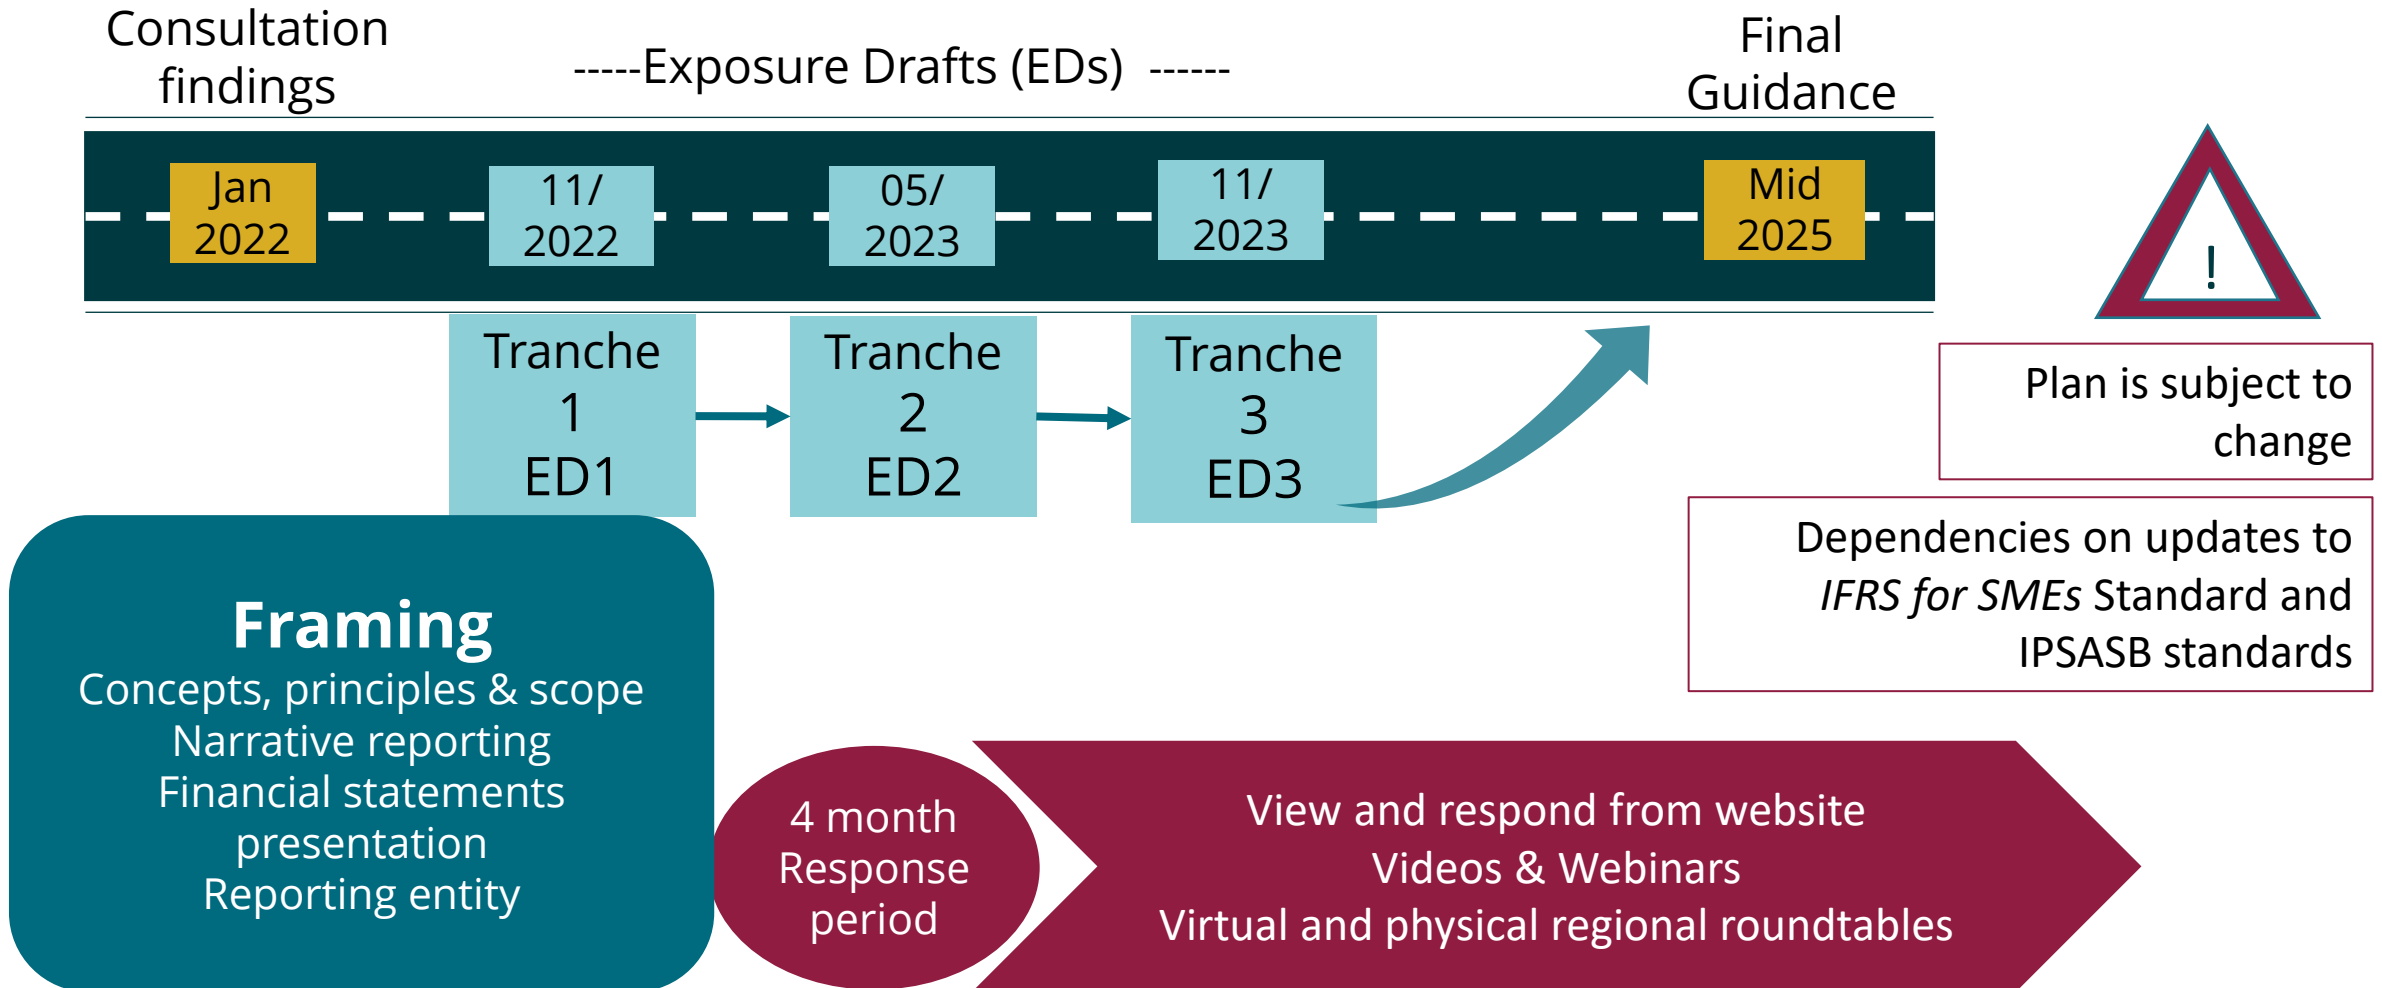 Consultation
findings
-----Exposure Drafts (EDs) ------
Final
Guidance
Jan
2022
11/
2022
05/
2023
11/
2023
Mid
2025
!
Tranche
1
ED1
Tranche
2
ED2
Tranche
3
ED3
Plan is subject to
change
Dependencies on updates to
IFRS for SMEs Standard and
IPSASB standards
Framing
Concepts, principles & scope
Narrative reporting
Financial statements
presentation
Reporting entity
4 month
Response
period
View and respond from website
Videos & Webinars
Virtual and physical regional roundtables